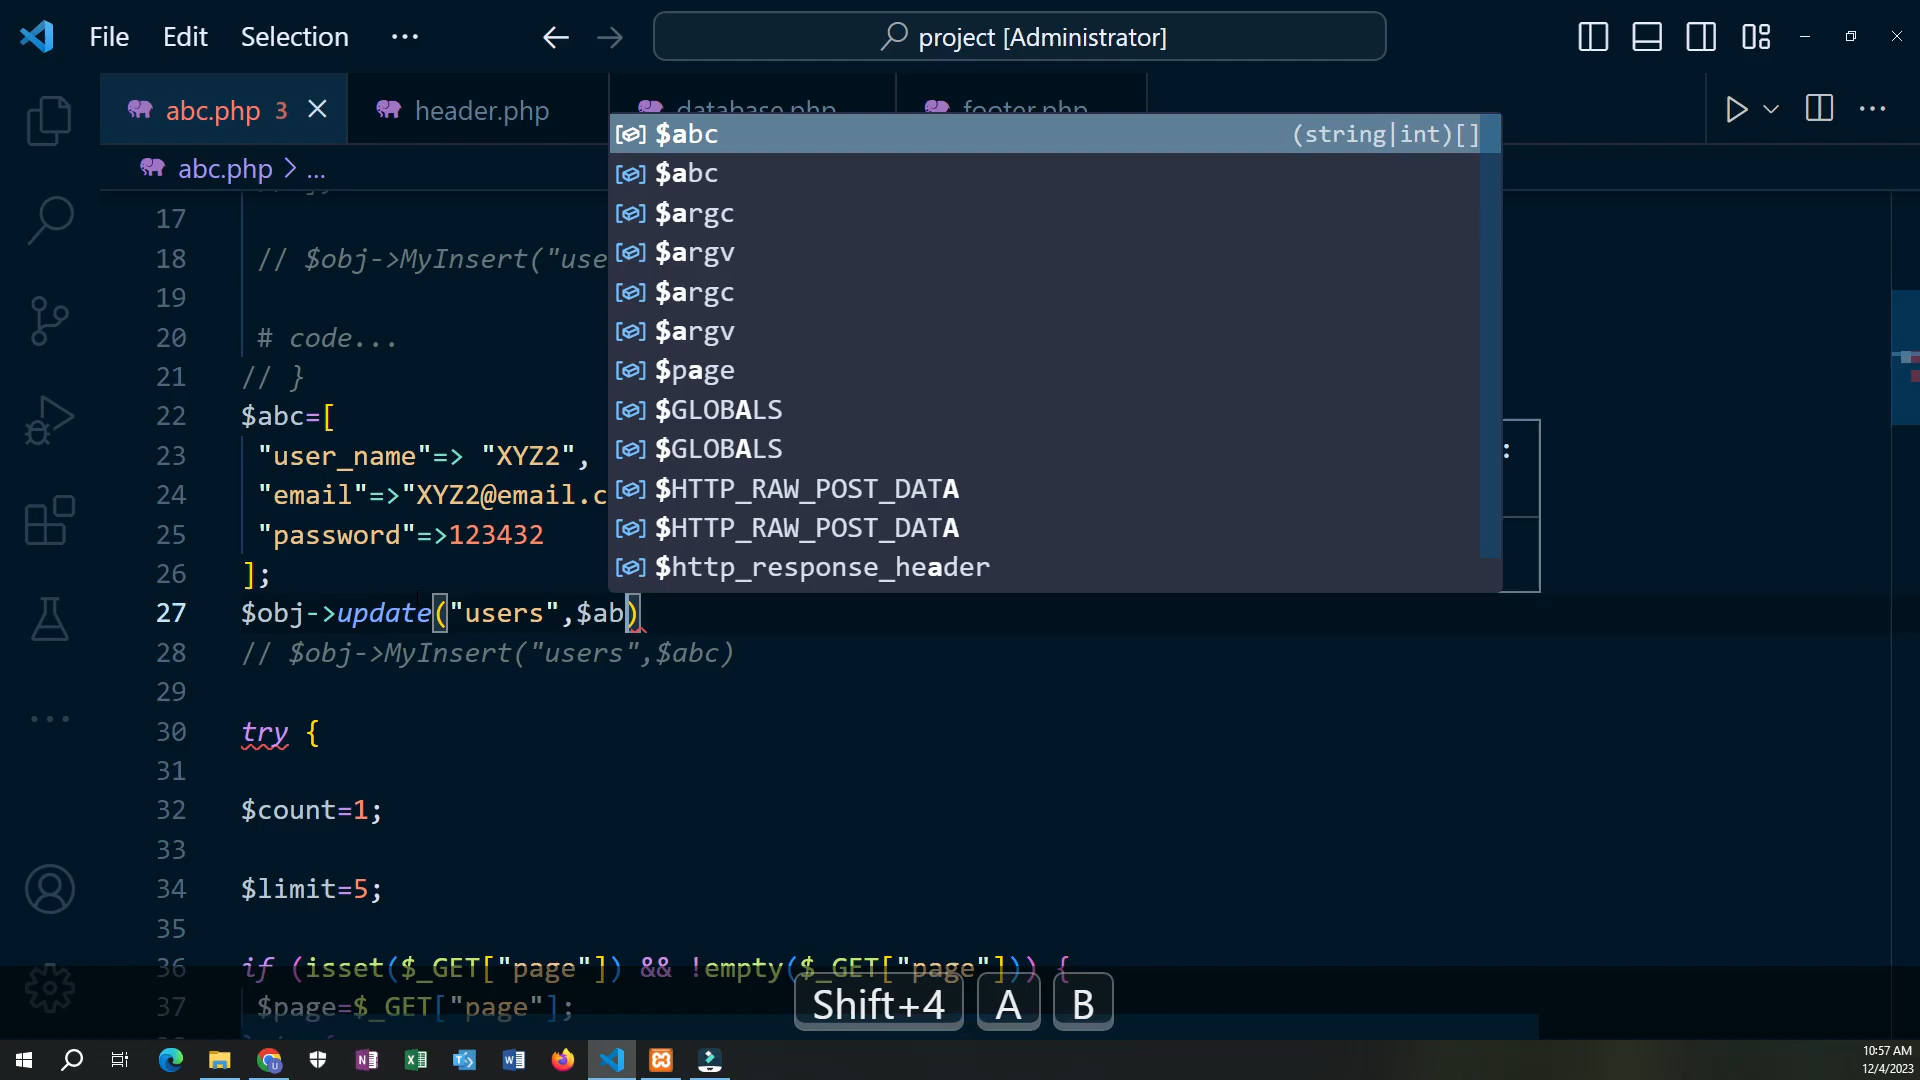 File Edit Selection ··· project [Administrator]
abc.php 3 header.php database.php footer.php
abc.php > ...
17
18 // $obj->MyInsert("use
19
20 # code...
21 // }
22 $abc=[
23 "user_name"=> "XYZ2",
24 "email"=>"XYZ2@email.c
25 "password"=>123432
26 ];
27 $obj->update("users",$ab)
28 // $obj->MyInsert("users",$abc)
29
30 try {
31
32 $count=1;
33
34 $limit=5;
35
36 if (isset($_GET["page"]) && !empty($_GET["page"])) {
37 $page=$_GET["page"];
$abc (string|int)[]
$abc
$argc
$argv
$argc
$argv
$page
$GLOBALS
$GLOBALS
$HTTP_RAW_POST_DATA
$HTTP_RAW_POST_DATA
$http_response_header
:
Shift+4 A B
10:57 AM
12/4/2023